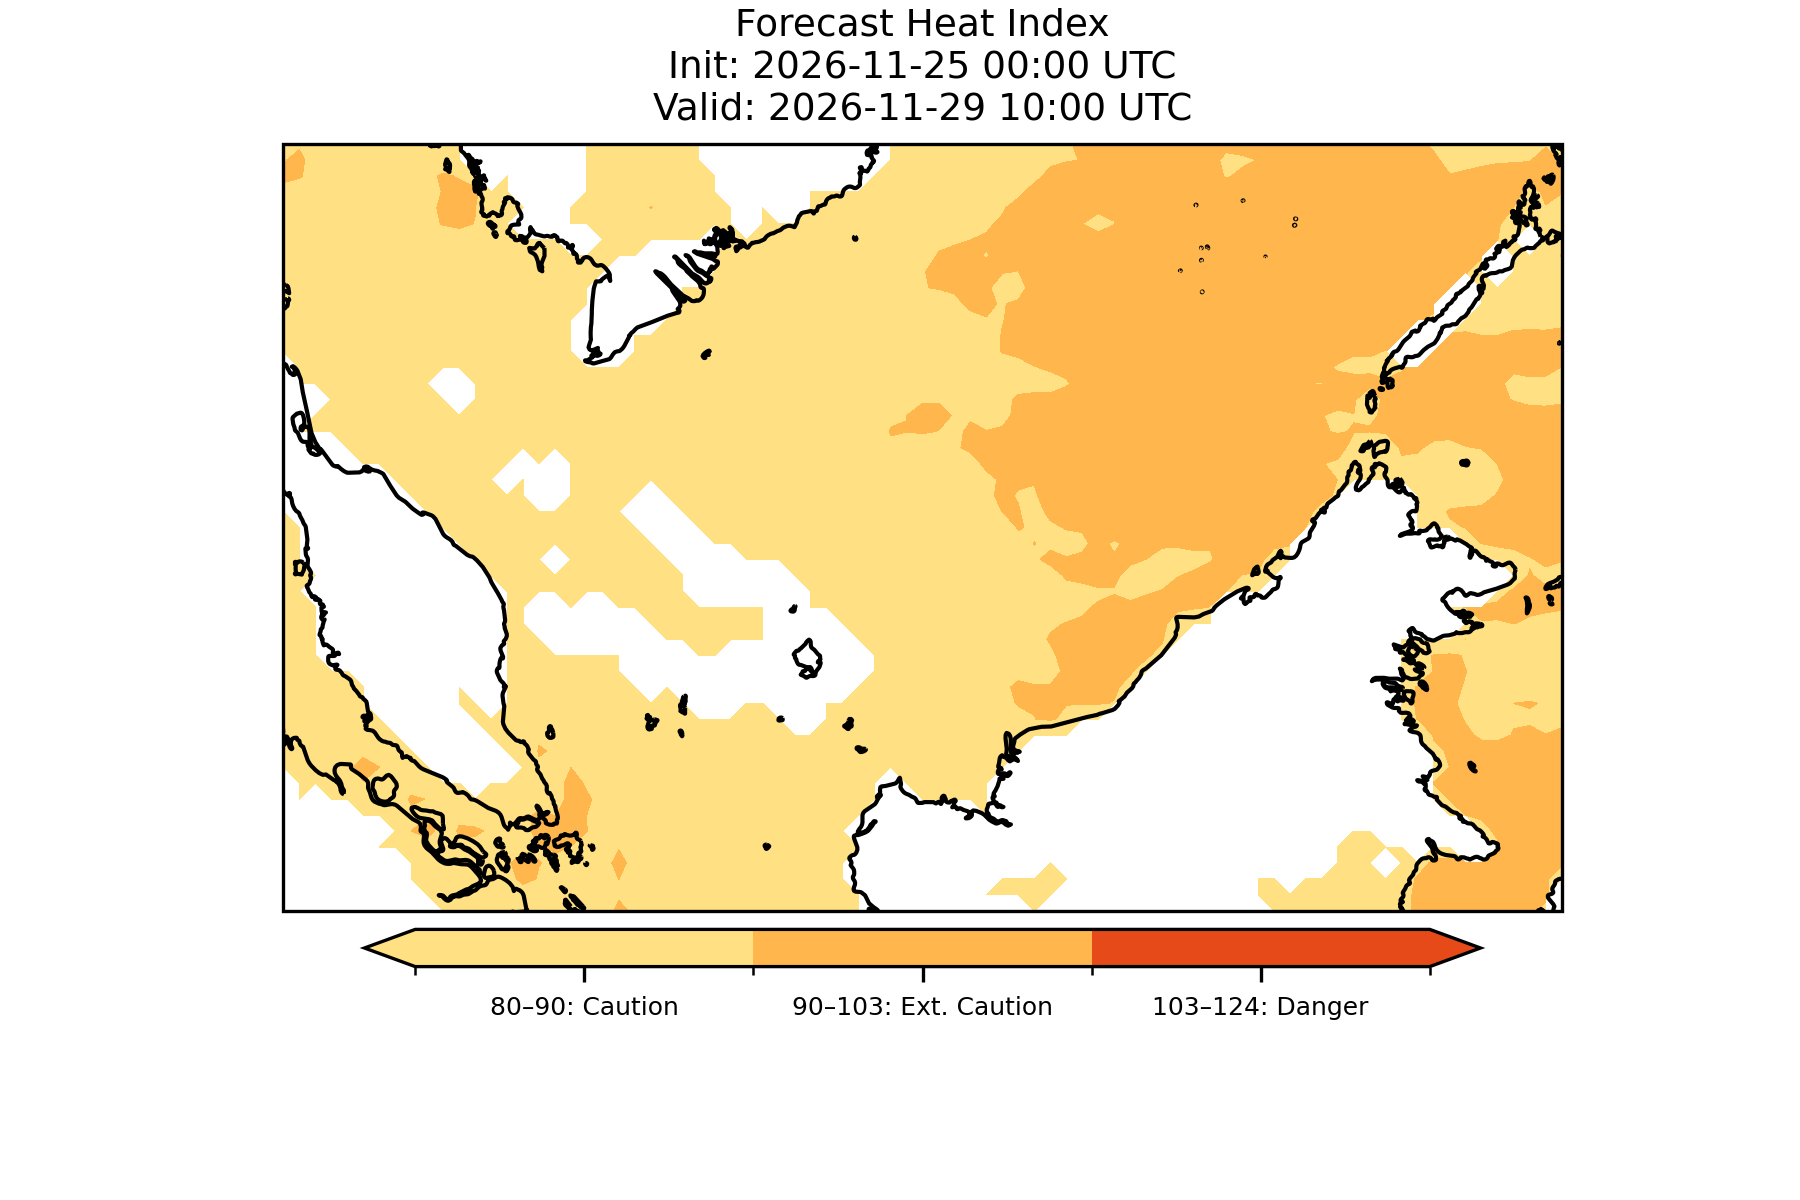 Forecast Heat Index
Init: 2026-11-25 00:00 UTC
Valid: 2026-11-29 10:00 UTC
80–90: Caution
90–103: Ext. Caution
103–124: Danger